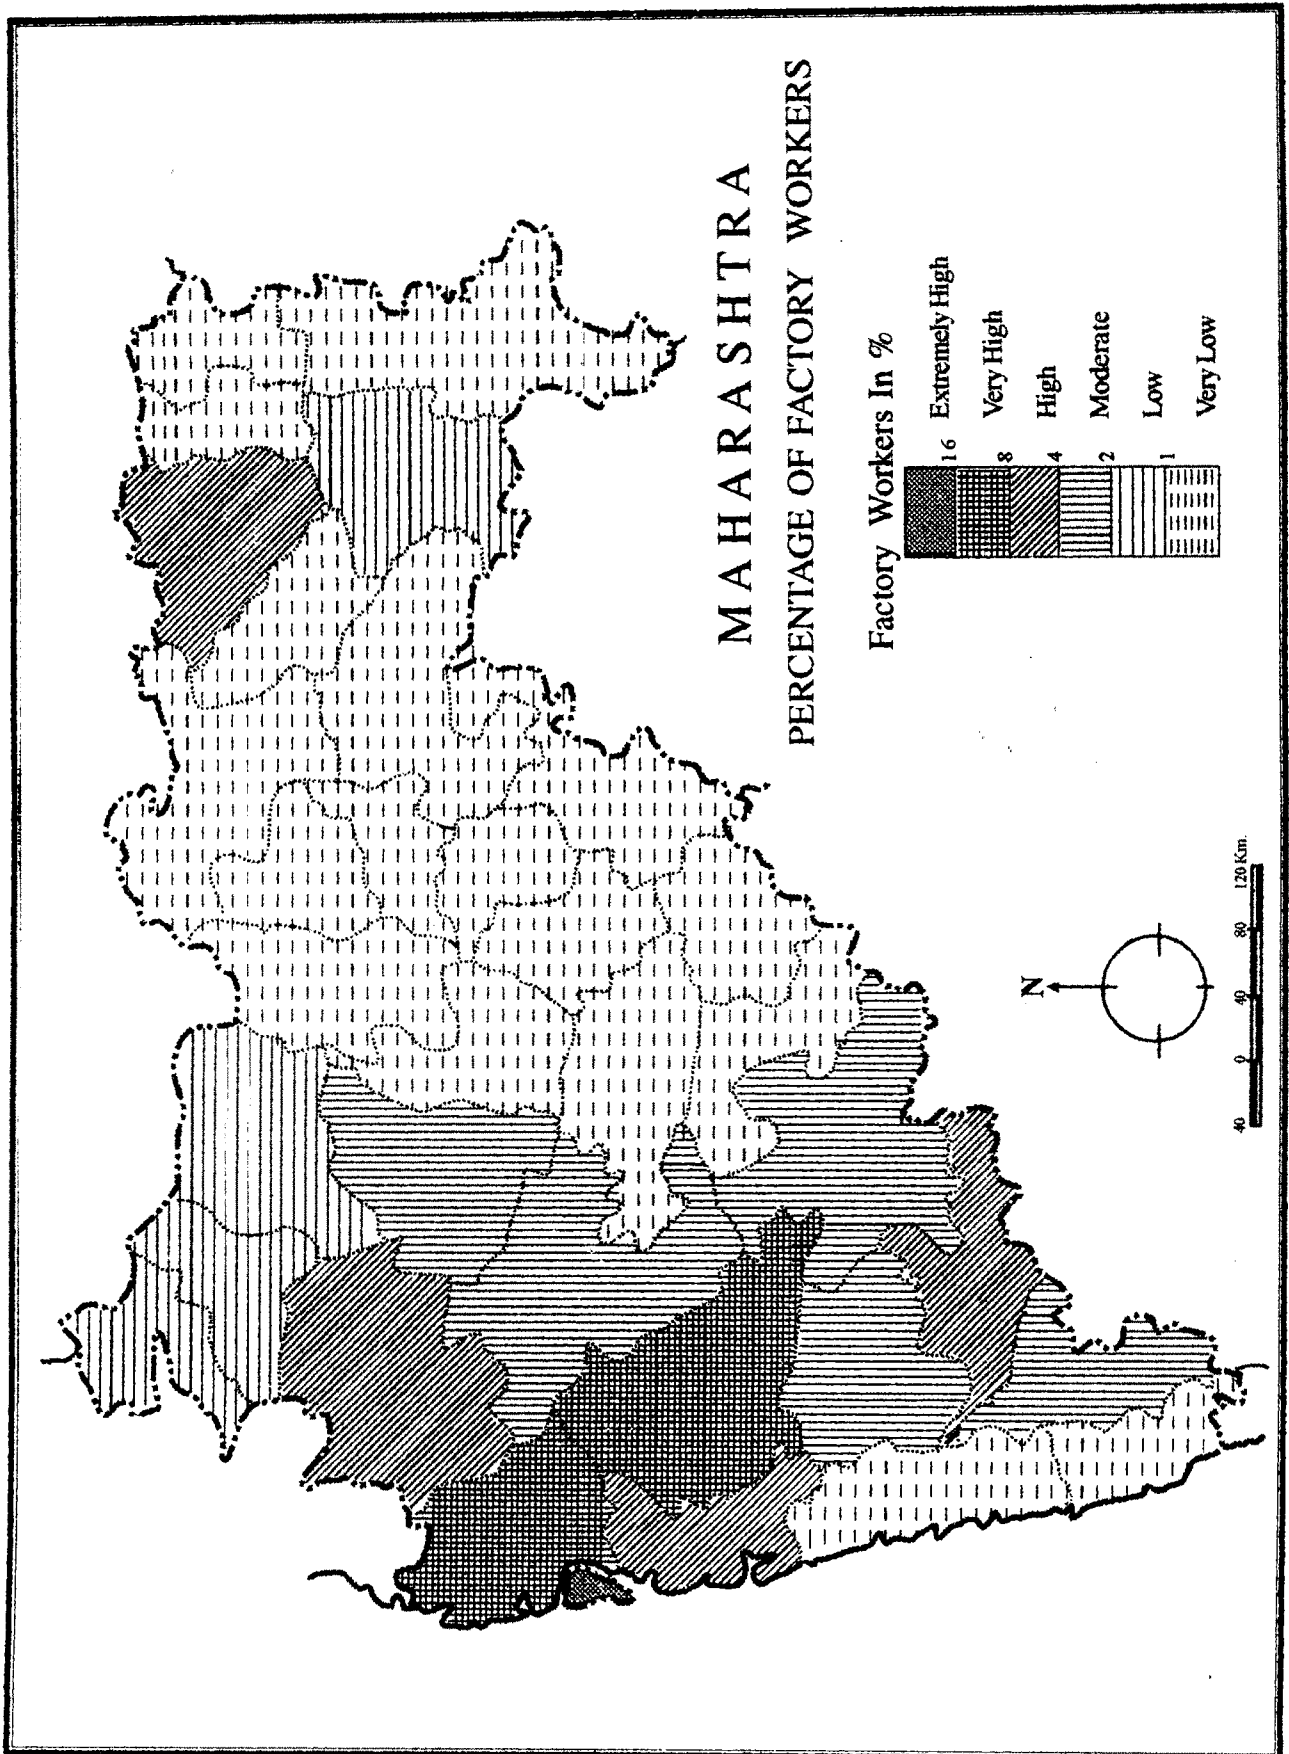 MAHARASHTRA
PERCENTAGE OF FACTORY WORKERS
Factory Workers In %
Extremely High
16
Very High
8
High
4
Moderate
2
Low
1
Very Low
N
40 0 40 80 120 Km.